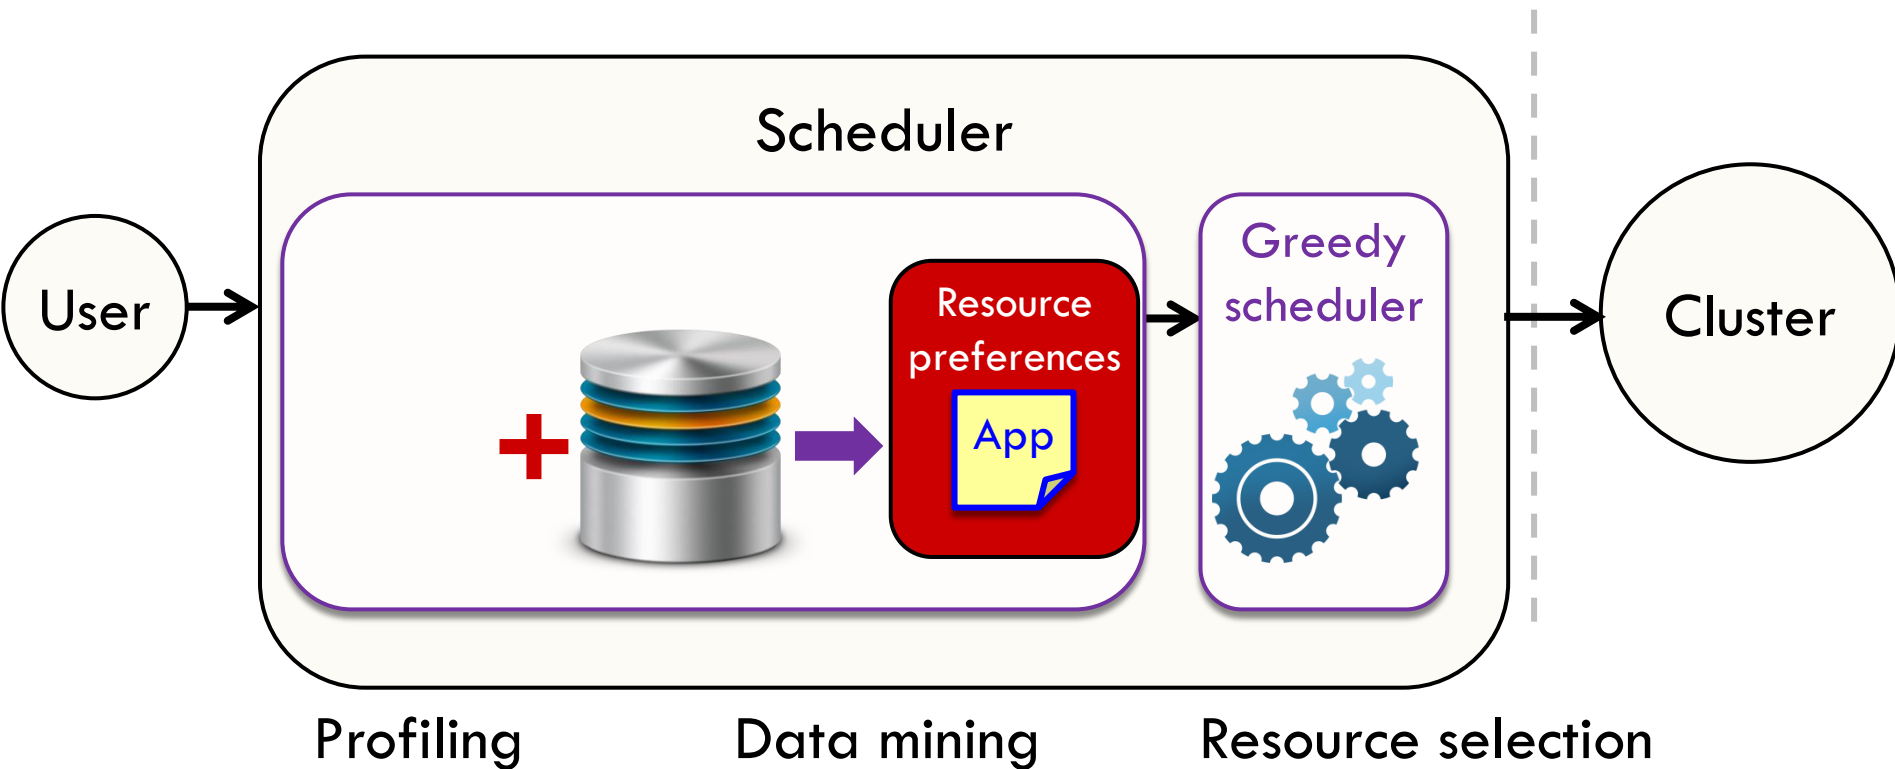 Scheduler
User
Resource
preferences
App
Greedy
scheduler
Cluster
Profiling
Data mining
Resource selection